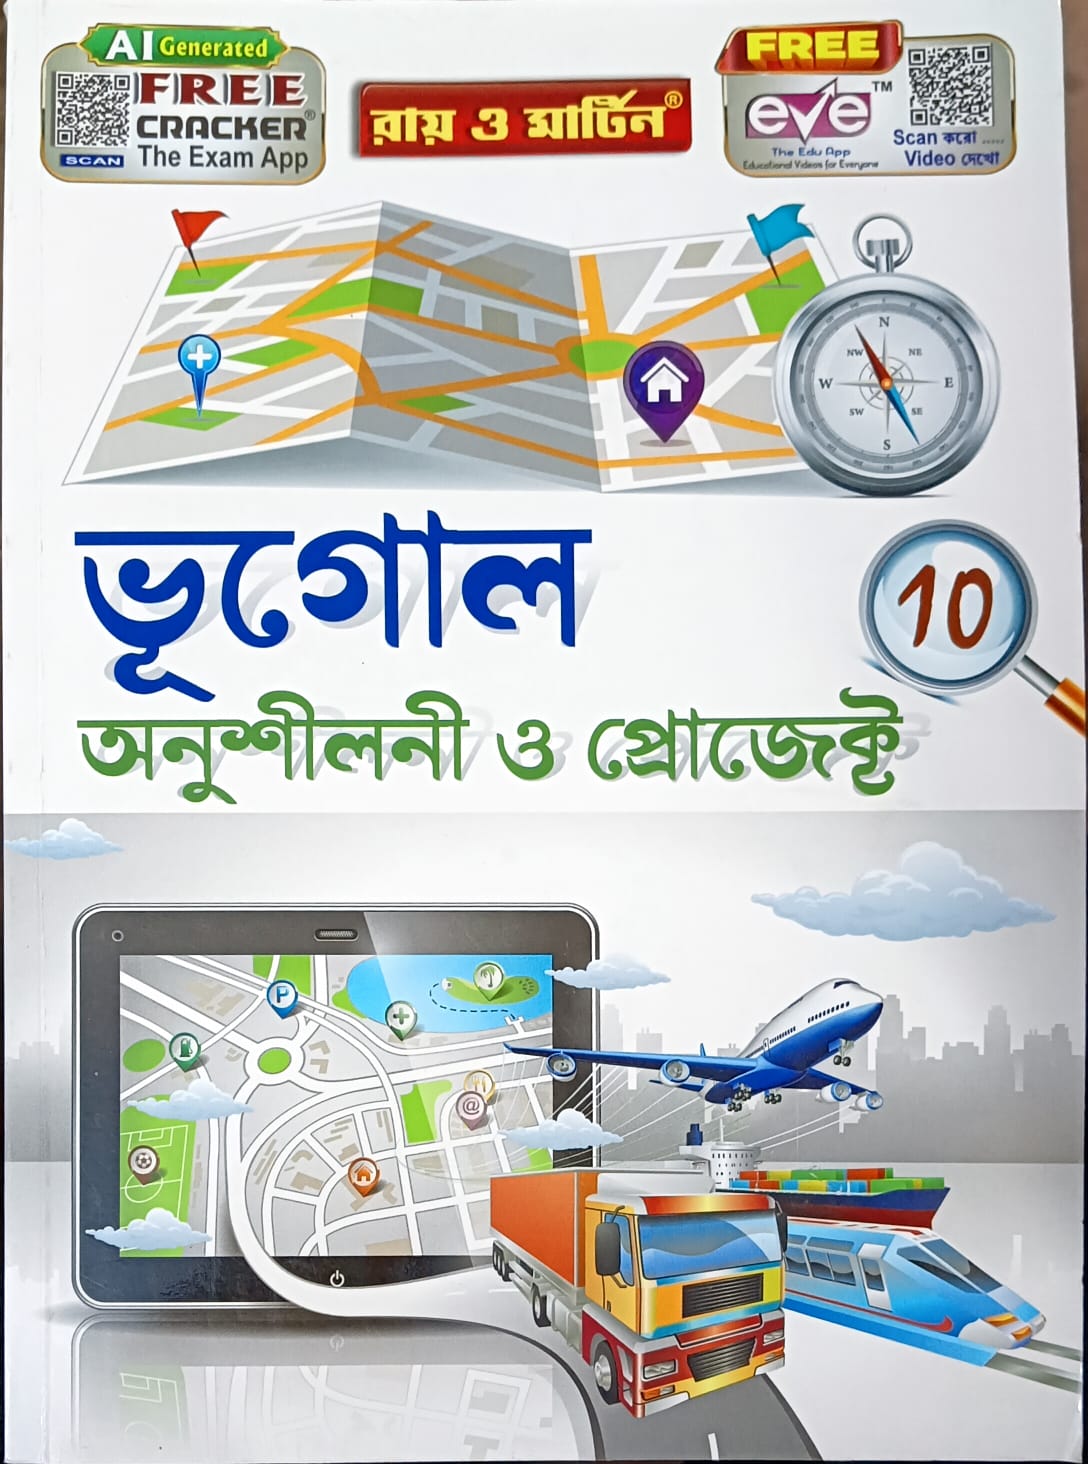 AI Generated
FREE
CRACKER®
SCAN
The Exam App
রায় ও মার্টিন®
FREE
eve™
The Edu App
Educational Videos for Everyone
Scan করো .....
Video দেখো
N
NW NE
W E
SW SE
S
ভূগোল
10
অনুশীলনী ও প্রোজেক্ট
P
@